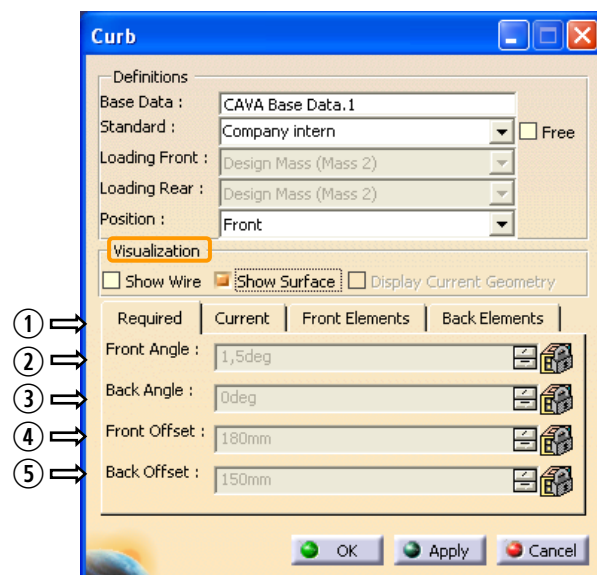 Curb
Definitions
Base Data : CAVA Base Data.1
Standard : Company intern Free
Loading Front : Design Mass (Mass 2)
Loading Rear : Design Mass (Mass 2)
Position : Front
Visualization
Show Wire Show Surface Display Current Geometry
① Required Current Front Elements Back Elements
② Front Angle : 1,5deg
③ Back Angle : 0deg
④ Front Offset : 180mm
⑤ Back Offset : 150mm
OK Apply Cancel